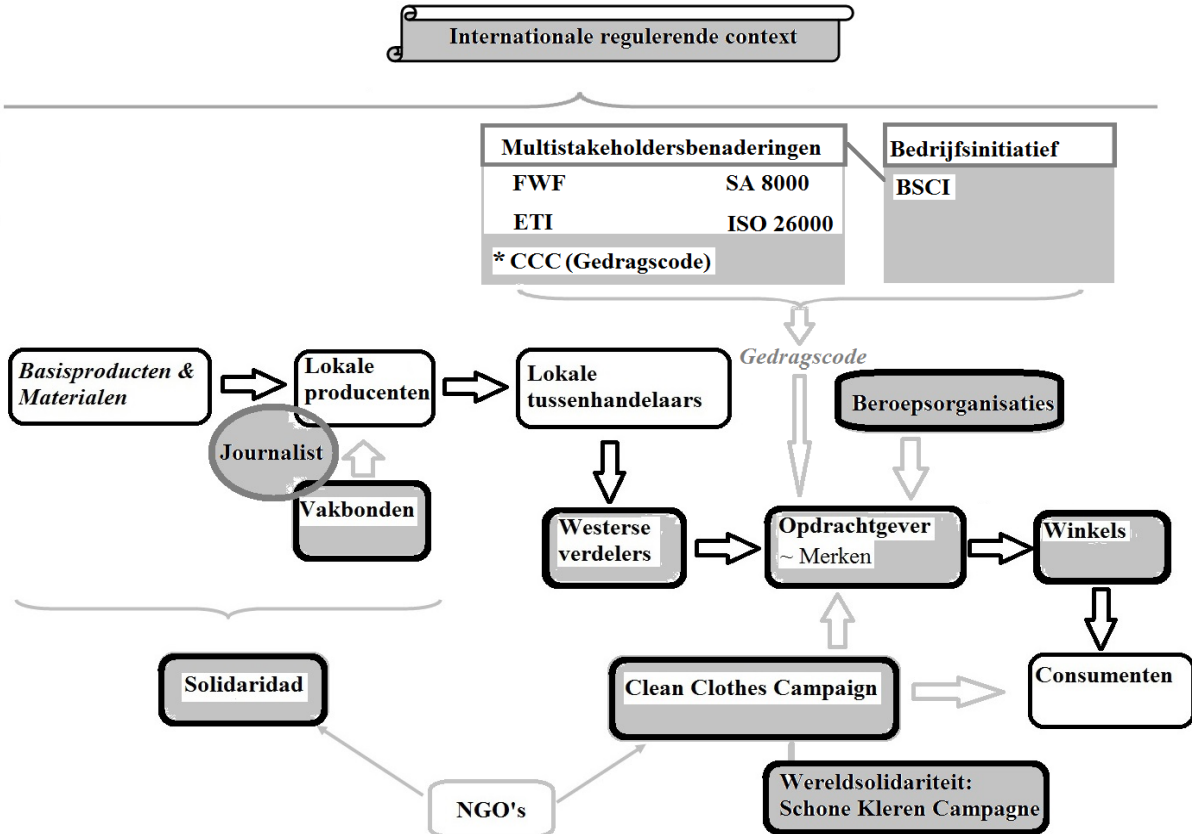 Internationale regulerende context
Multistakeholdersbenaderingen
FWF SA 8000
ETI ISO 26000
* CCC (Gedragscode)
Bedrijfsinitiatief
BSCI
Gedragscode
Basisproducten &
Materialen
Lokale
producenten
Lokale
tussenhandelaars
Beroepsorganisaties
Journalist
Vakbonden
Westerse
verdelers
Opdrachtgever
~ Merken
Winkels
Solidaridad
Clean Clothes Campaign
Consumenten
NGO's
Wereldsolidariteit:
Schone Kleren Campagne